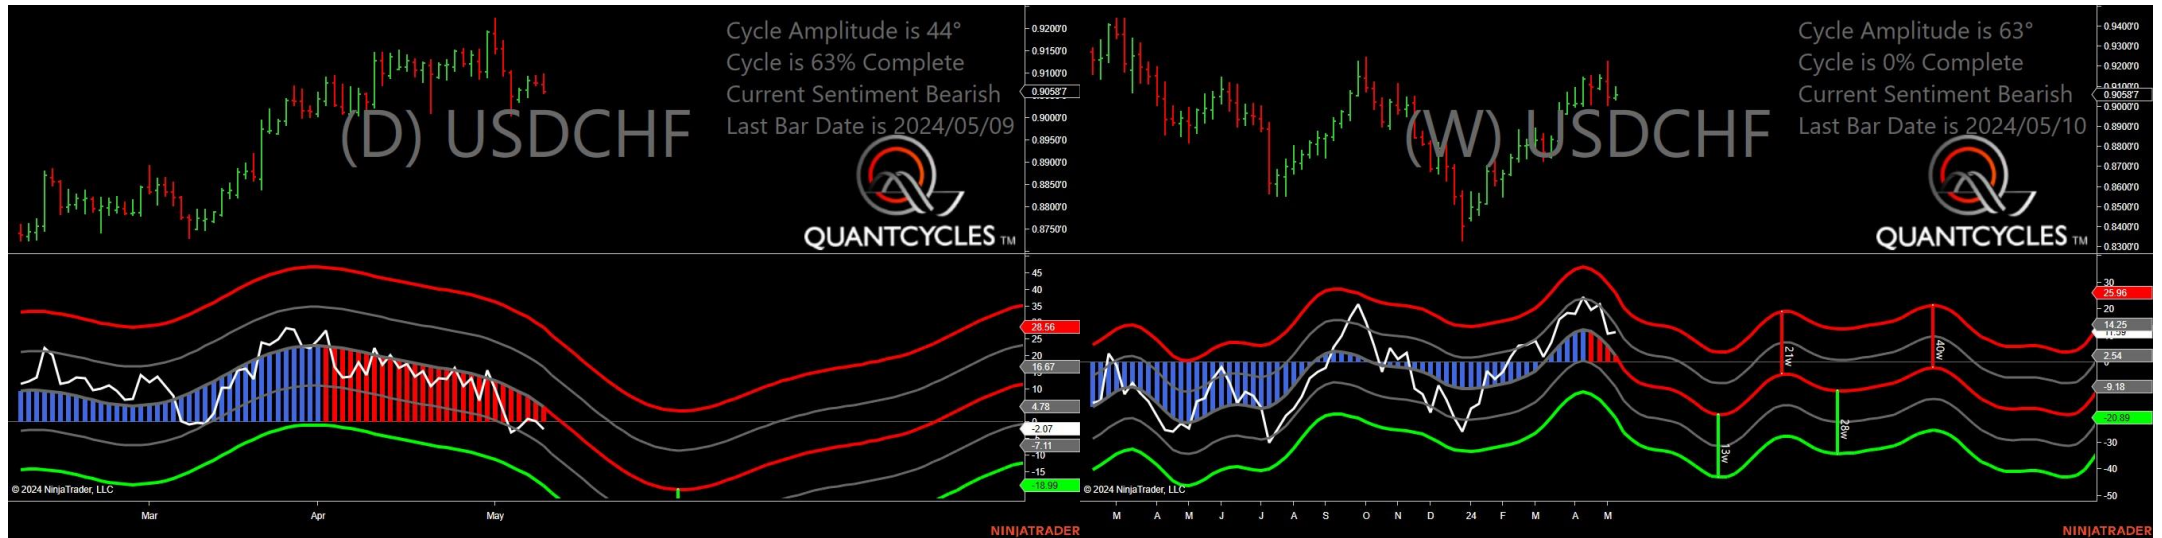 Cycle Amplitude is 44°
Cycle is 63% Complete
Current Sentiment Bearish
Last Bar Date is 2024/05/09
(D) USDCHF
QUANTCYCLES TM
0.9200'0
0.9150'0
0.9100'0
0.9058'7
0.9000'0
0.8950'0
0.8900'0
0.8850'0
0.8800'0
0.8750'0
45
40
35
28.56
25
20
16.67
10
4.78
-2.07
-7.11
-10
-15
-18.99
© 2024 NinjaTrader, LLC
Mar
Apr
May
NINJATRADER
Cycle Amplitude is 63°
Cycle is 0% Complete
Current Sentiment Bearish
Last Bar Date is 2024/05/10
(W) USDCHF
QUANTCYCLES TM
0.9400'0
0.9300'0
0.9200'0
0.9058'7
0.9000'0
0.8900'0
0.8800'0
0.8700'0
0.8600'0
0.8500'0
0.8400'0
0.8300'0
21w
40w
13w
28w
30
25.96
20
14.25
2.54
-9.18
-20.89
-30
-40
-50
© 2024 NinjaTrader, LLC
M A M J J A S O N D 24 F M A M
NINJATRADER